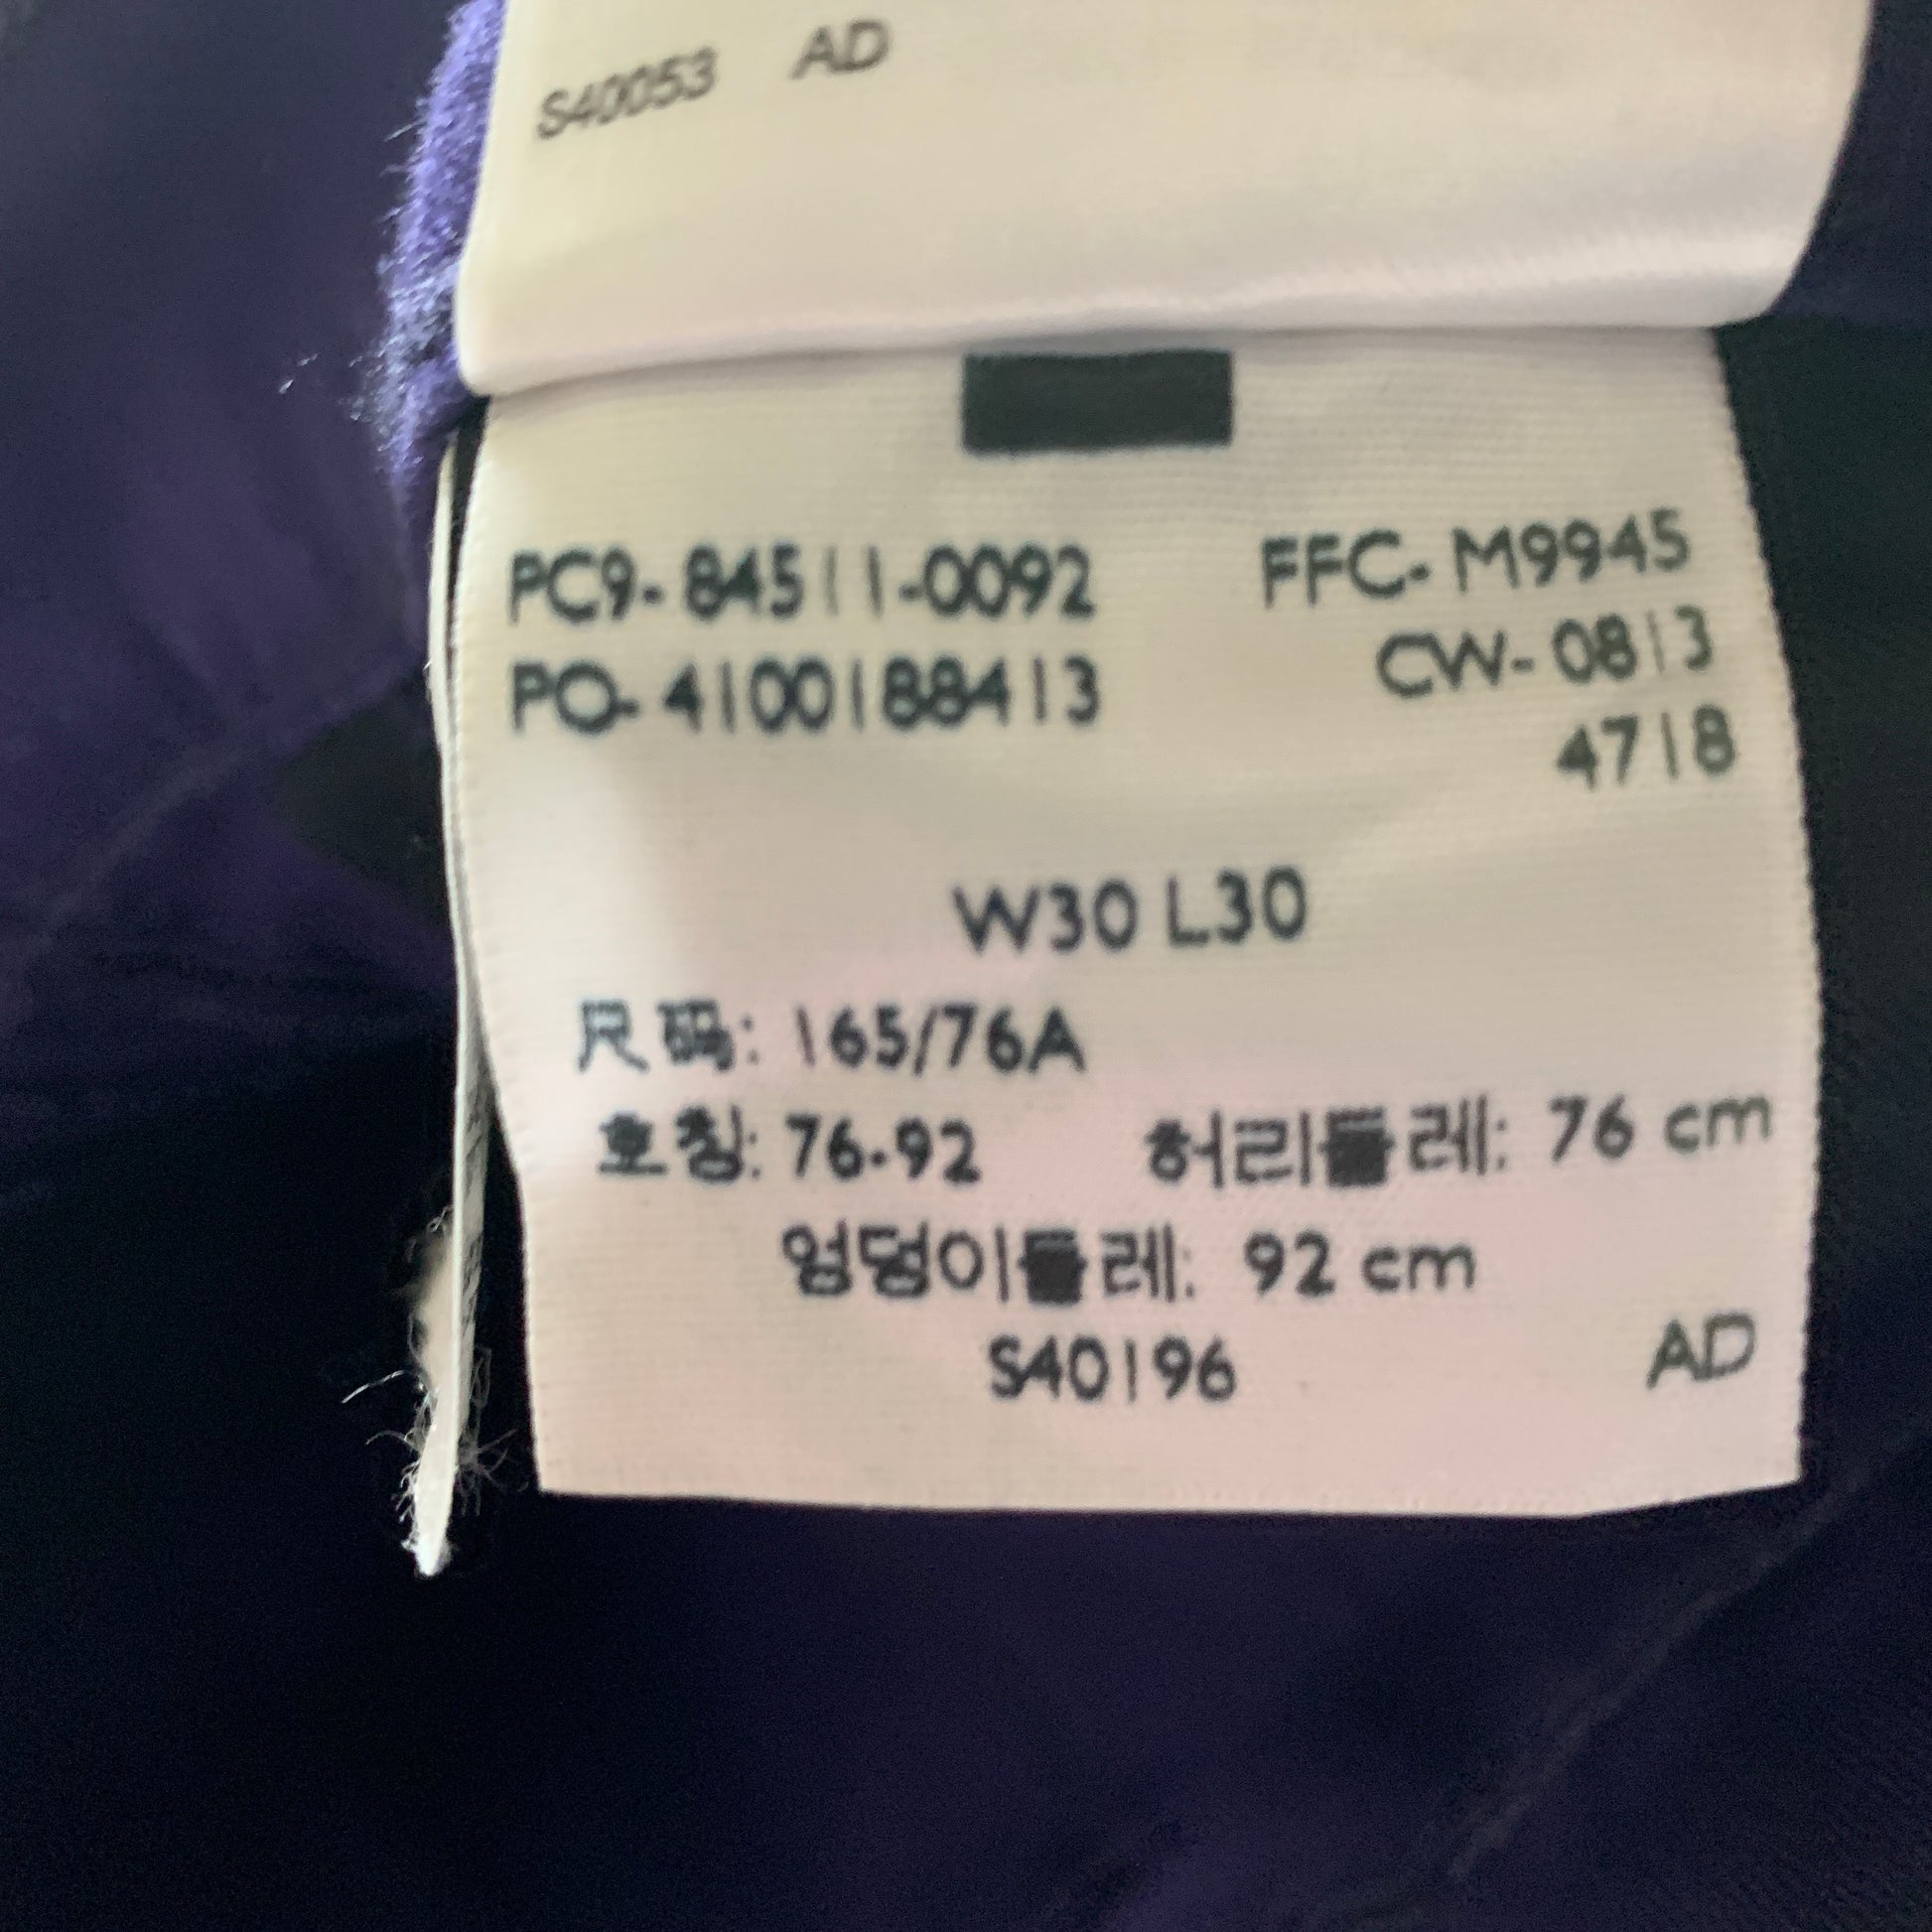 S40053 AD
PC9-84511-0092 FFC-M9945
PO-4100188413 CW-0813
4718
W30 L30
尺码: 165/76A
호칭: 76-92 허리둘레: 76 cm
엉덩이둘레: 92 cm
S40196 AD